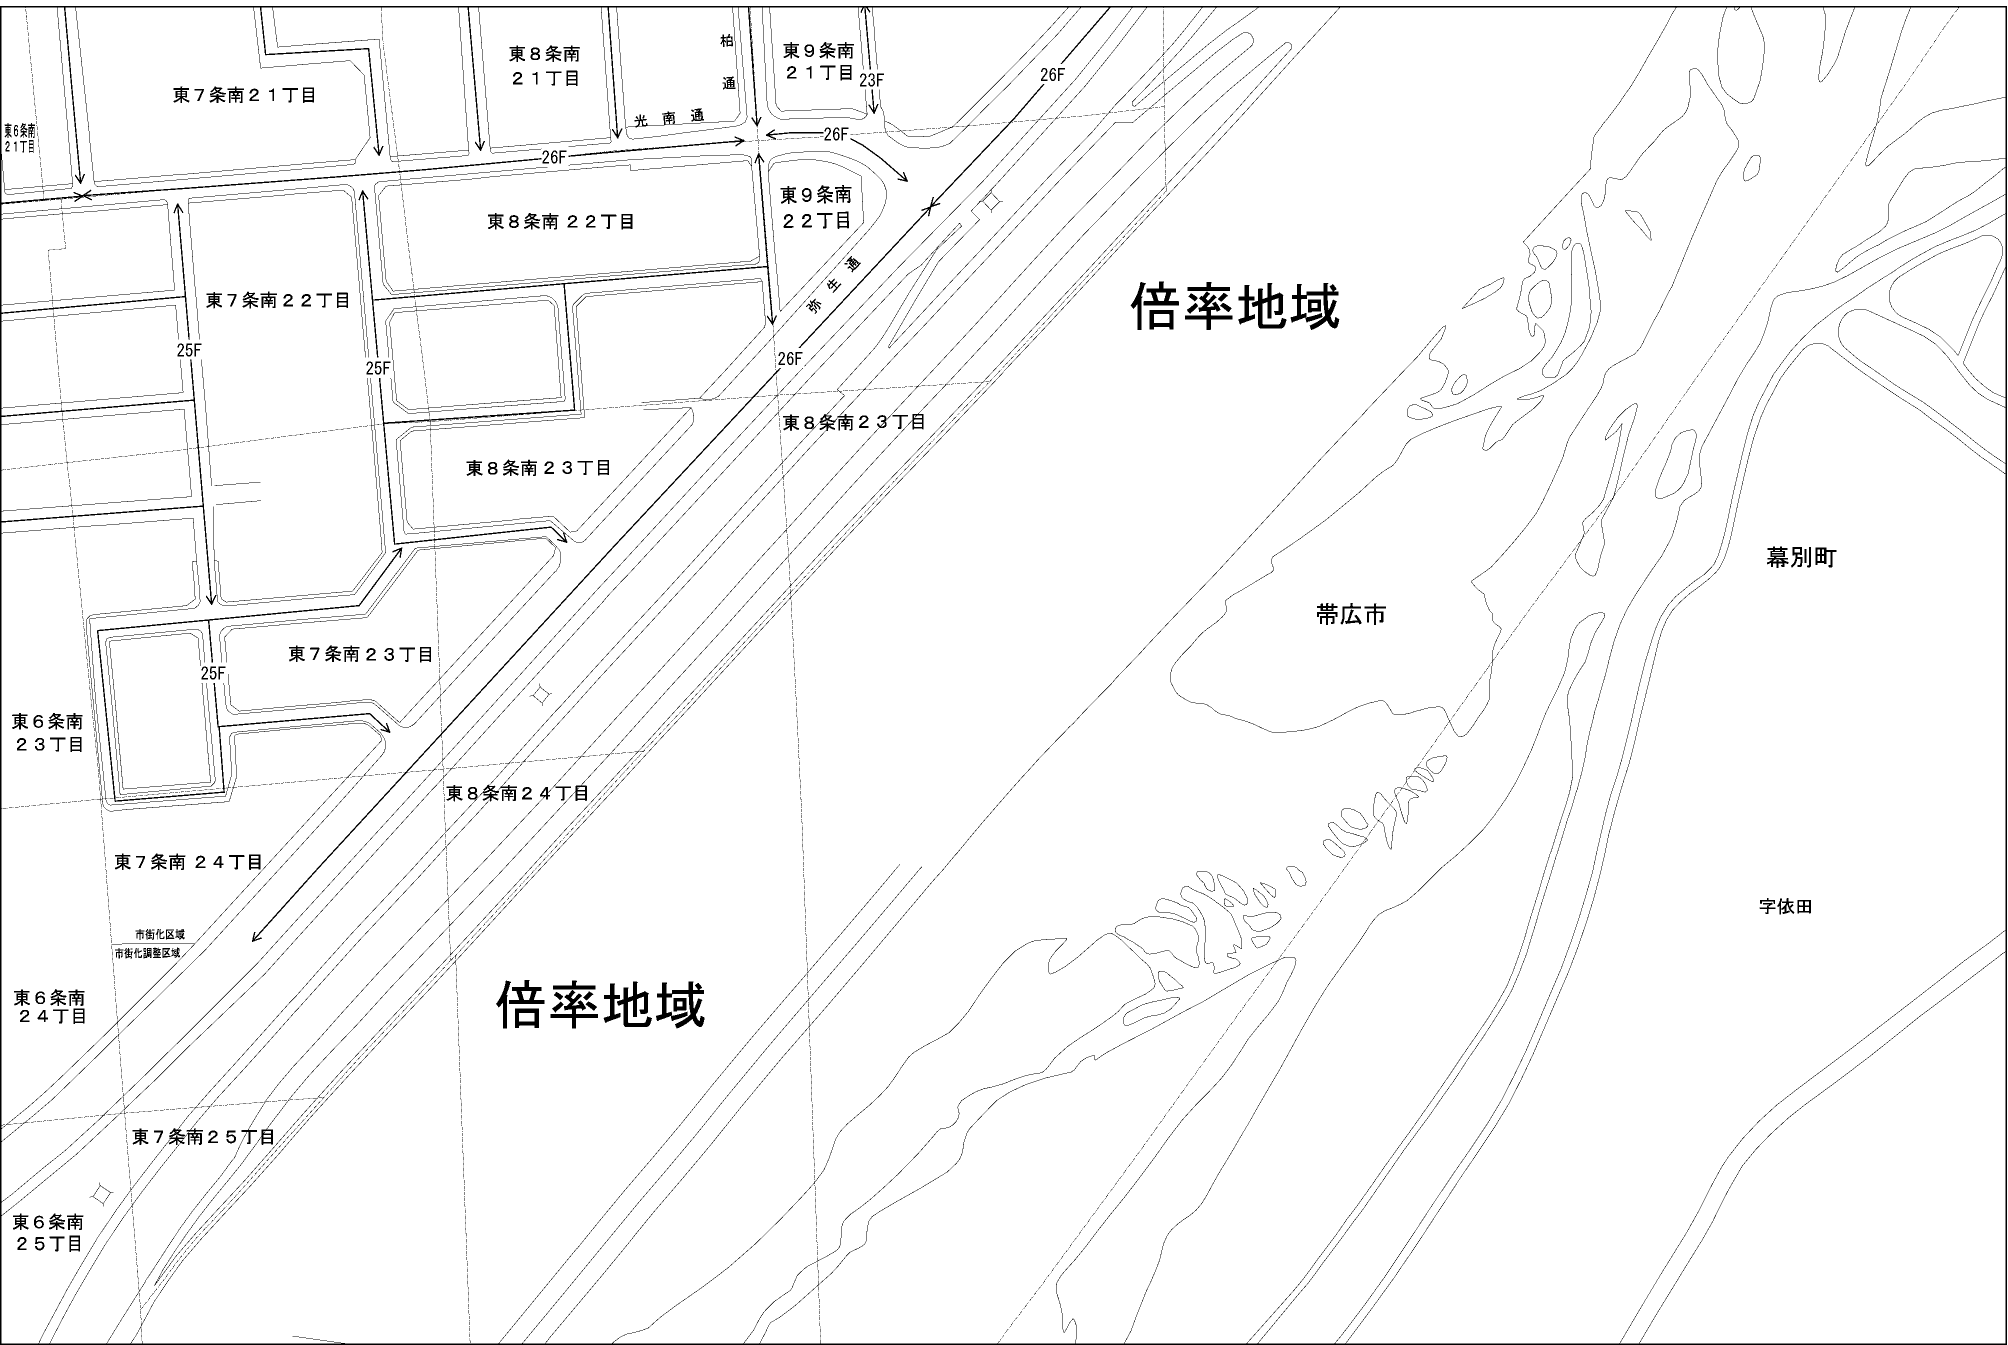 東８条南
２１丁目
柏通
東９条南
２１丁目
23F
26F
東７条南２１丁目
東６条南
２１丁目
光南通
26F
26F
東８条南２２丁目
東９条南
２２丁目
弥生通
東７条南２２丁目
倍率地域
25F
25F
26F
東８条南２３丁目
東８条南２３丁目
幕別町
帯広市
東７条南２３丁目
25F
東６条南
２３丁目
東８条南２４丁目
東７条南２４丁目
字依田
市街化区域
市街化調整区域
東６条南
２４丁目
倍率地域
東７条南２５丁目
東６条南
２５丁目